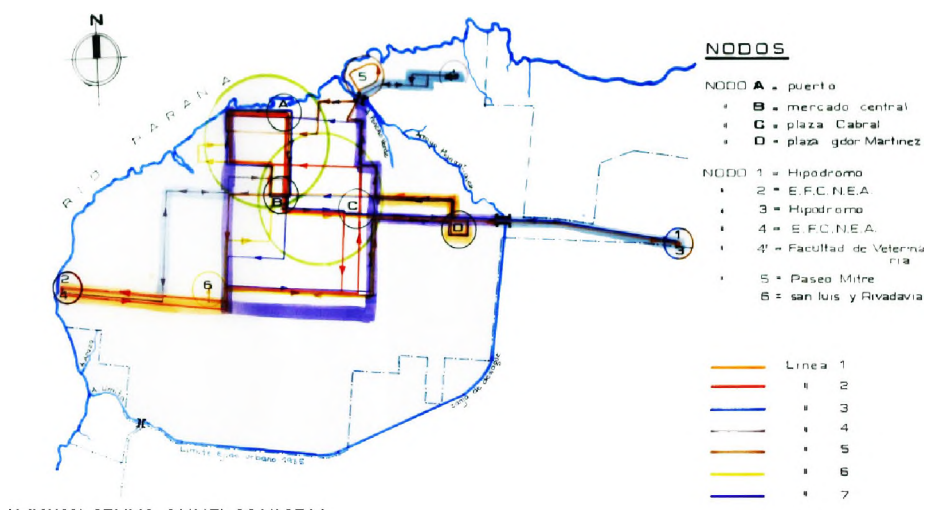 N
RIO PARANA
NODOS
NODO A = puerto
" B = mercado central
" C = plaza Cabral
" D = plaza gdor Martinez
NODO 1 = Hipodromo
" 2 = E.F.C.N.E.A.
" 3 = Hipodromo
" 4 = E.F.C.N.E.A.
" 4' = Facultad de Veterina
ria
" 5 = Paseo Mitre
6 = san luis y Rivadavia
5
A
B
C
D
1
3
2
4
6
Linea 1
" 2
" 3
" 4
" 5
" 6
" 7